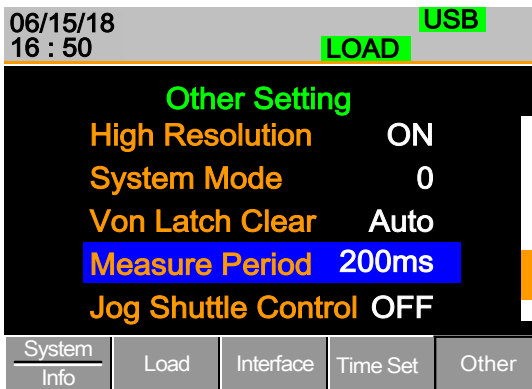 06/15/18 USB
16 : 50 LOAD
Other Setting
High Resolution ON
System Mode 0
Von Latch Clear Auto
Measure Period 200ms
Jog Shuttle Control OFF
System Info Load Interface Time Set Other